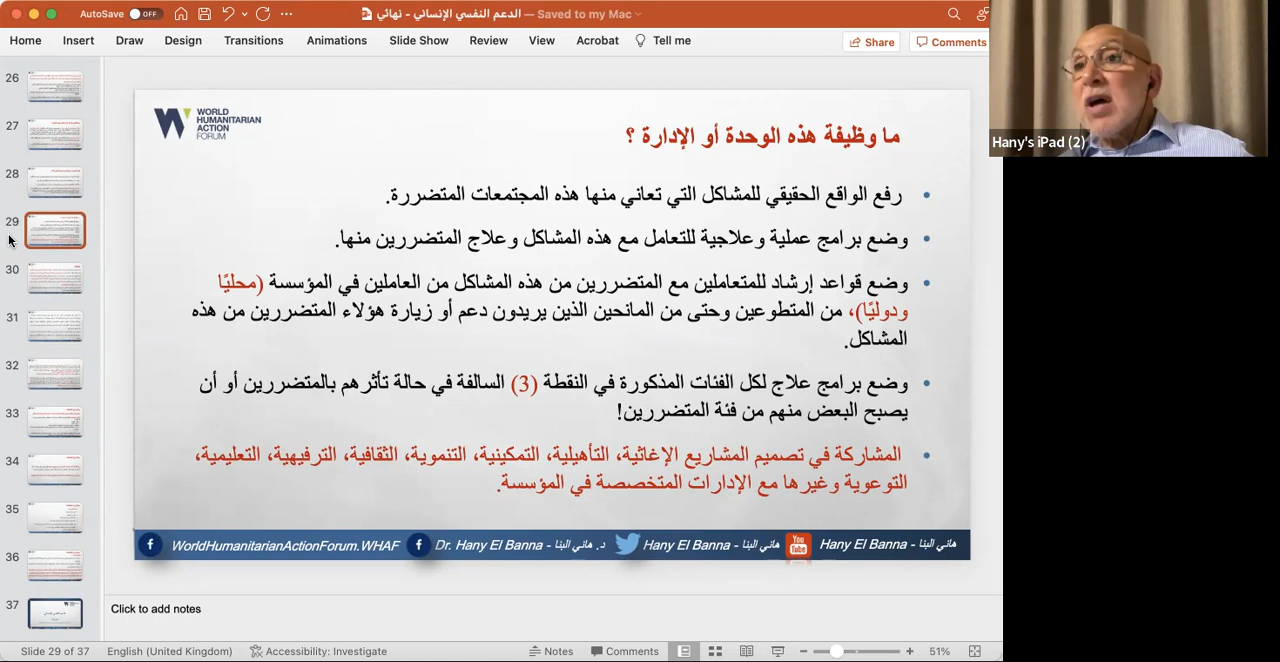 AutoSave OFF
الدعم النفسي الإنساني - نهائي — Saved to my Mac
Home Insert Draw Design Transitions Animations Slide Show Review View Acrobat Tell me
Share Comments
Hany's iPad (2)
WORLD
HUMANITARIAN
ACTION
FORUM
ما وظيفة هذه الوحدة أو الإدارة ؟
• رفع الواقع الحقيقي للمشاكل التي تعاني منها هذه المجتمعات المتضررة.
• وضع برامج عملية وعلاجية للتعامل مع هذه المشاكل وعلاج المتضررين منها.
• وضع قواعد إرشاد للمتعاملين مع المتضررين من هذه المشاكل من العاملين في المؤسسة (محليًا
ودوليًا)، من المتطوعين وحتى من المانحين الذين يريدون دعم أو زيارة هؤلاء المتضررين من هذه
المشاكل.
• وضع برامج علاج لكل الفئات المذكورة في النقطة (3) السالفة في حالة تأثرهم بالمتضررين أو أن
يصبح البعض منهم من فئة المتضررين!
• المشاركة في تصميم المشاريع الإغاثية، التأهيلية، التمكينية، التنموية، الثقافية، الترفيهية، التعليمية،
التوعوية وغيرها مع الإدارات المتخصصة في المؤسسة.
WorldHumanitarianActionForum.WHAF Dr. Hany El Banna - د. هاني البنا Hany El Banna - هاني البنا You Tube Hany El Banna - هاني البنا
26
27
28
29
30
31
32
33
34
35
36
37
Click to add notes
Slide 29 of 37 English (United Kingdom) Accessibility: Investigate Notes Comments 51%